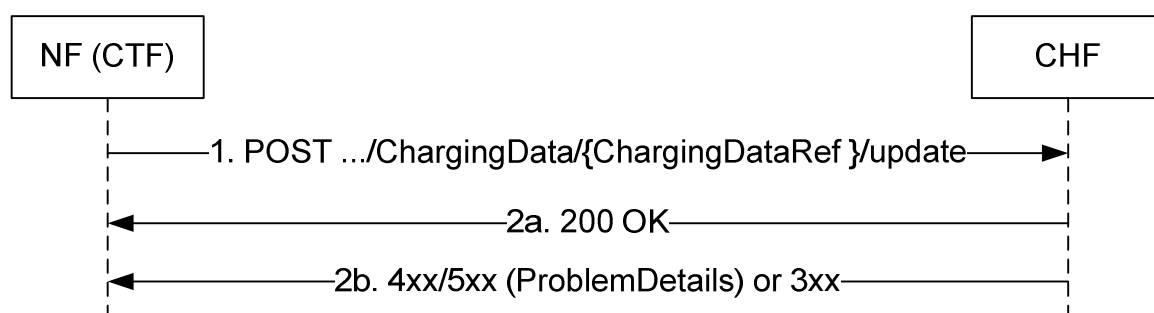 NF (CTF)
CHF
1. POST .../ChargingData/{ChargingDataRef }/update
2a. 200 OK
2b. 4xx/5xx (ProblemDetails) or 3xx